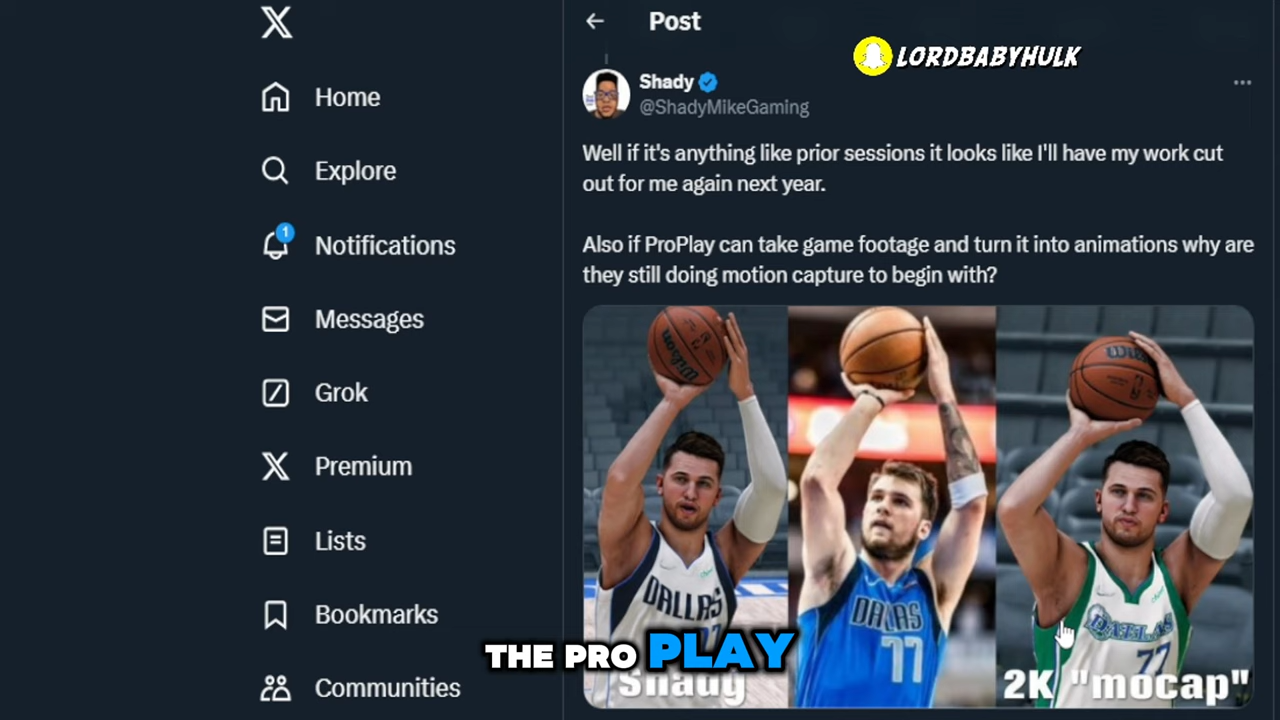 Post
LORDBABYHULK
Shady
@ShadyMikeGaming
Home
Explore
1
Notifications
Messages
Grok
Premium
Lists
Bookmarks
Communities
Well if it's anything like prior sessions it looks like I'll have my work cut
out for me again next year.
Also if ProPlay can take game footage and turn it into animations why are
they still doing motion capture to begin with?
Wilson
DALLAS
DALLAS
77
Wilson
DALLAS
77
THE PRO PLAY
Shady
2K "mocap"